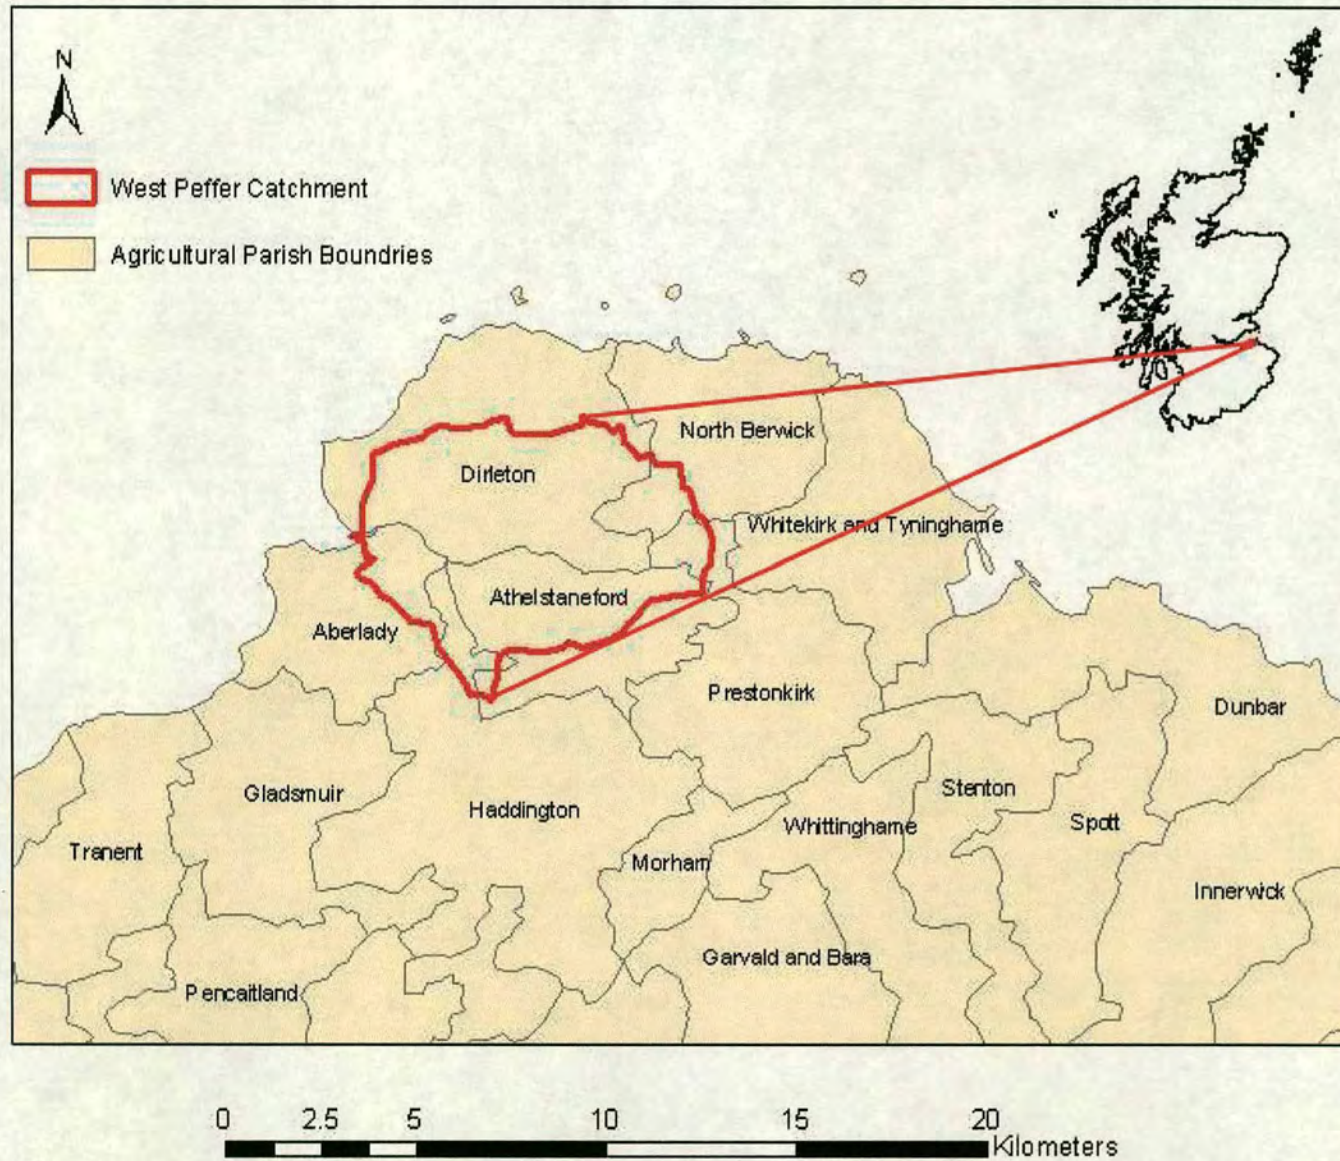 N
West Peffer Catchment
Agricultural Parish Boundries
North Berwick
Dirleton
Whitekirk and Tyninghame
Athelstaneford
Aberlady
Prestonkirk
Dunbar
Gladsmuir
Stenton
Haddington
Whittinghame
Spott
Tranent
Morham
Innerwick
Garvald and Bara
Pencaitland
0 2.5 5 10 15 20
Kilometers